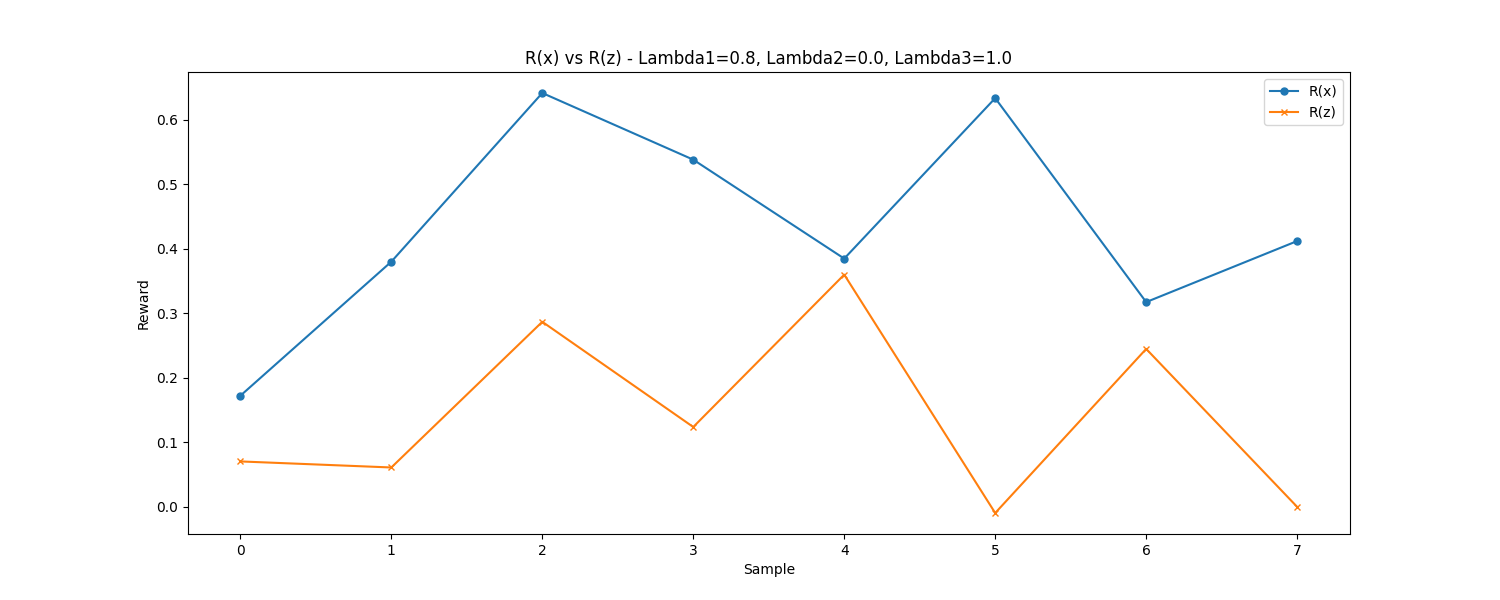 R(x) vs R(z) - Lambda1=0.8, Lambda2=0.0, Lambda3=1.0
R(x)
R(z)
0.6
0.5
0.4
0.3
0.2
0.1
0.0
Reward
0 1 2 3 4 5 6 7
Sample